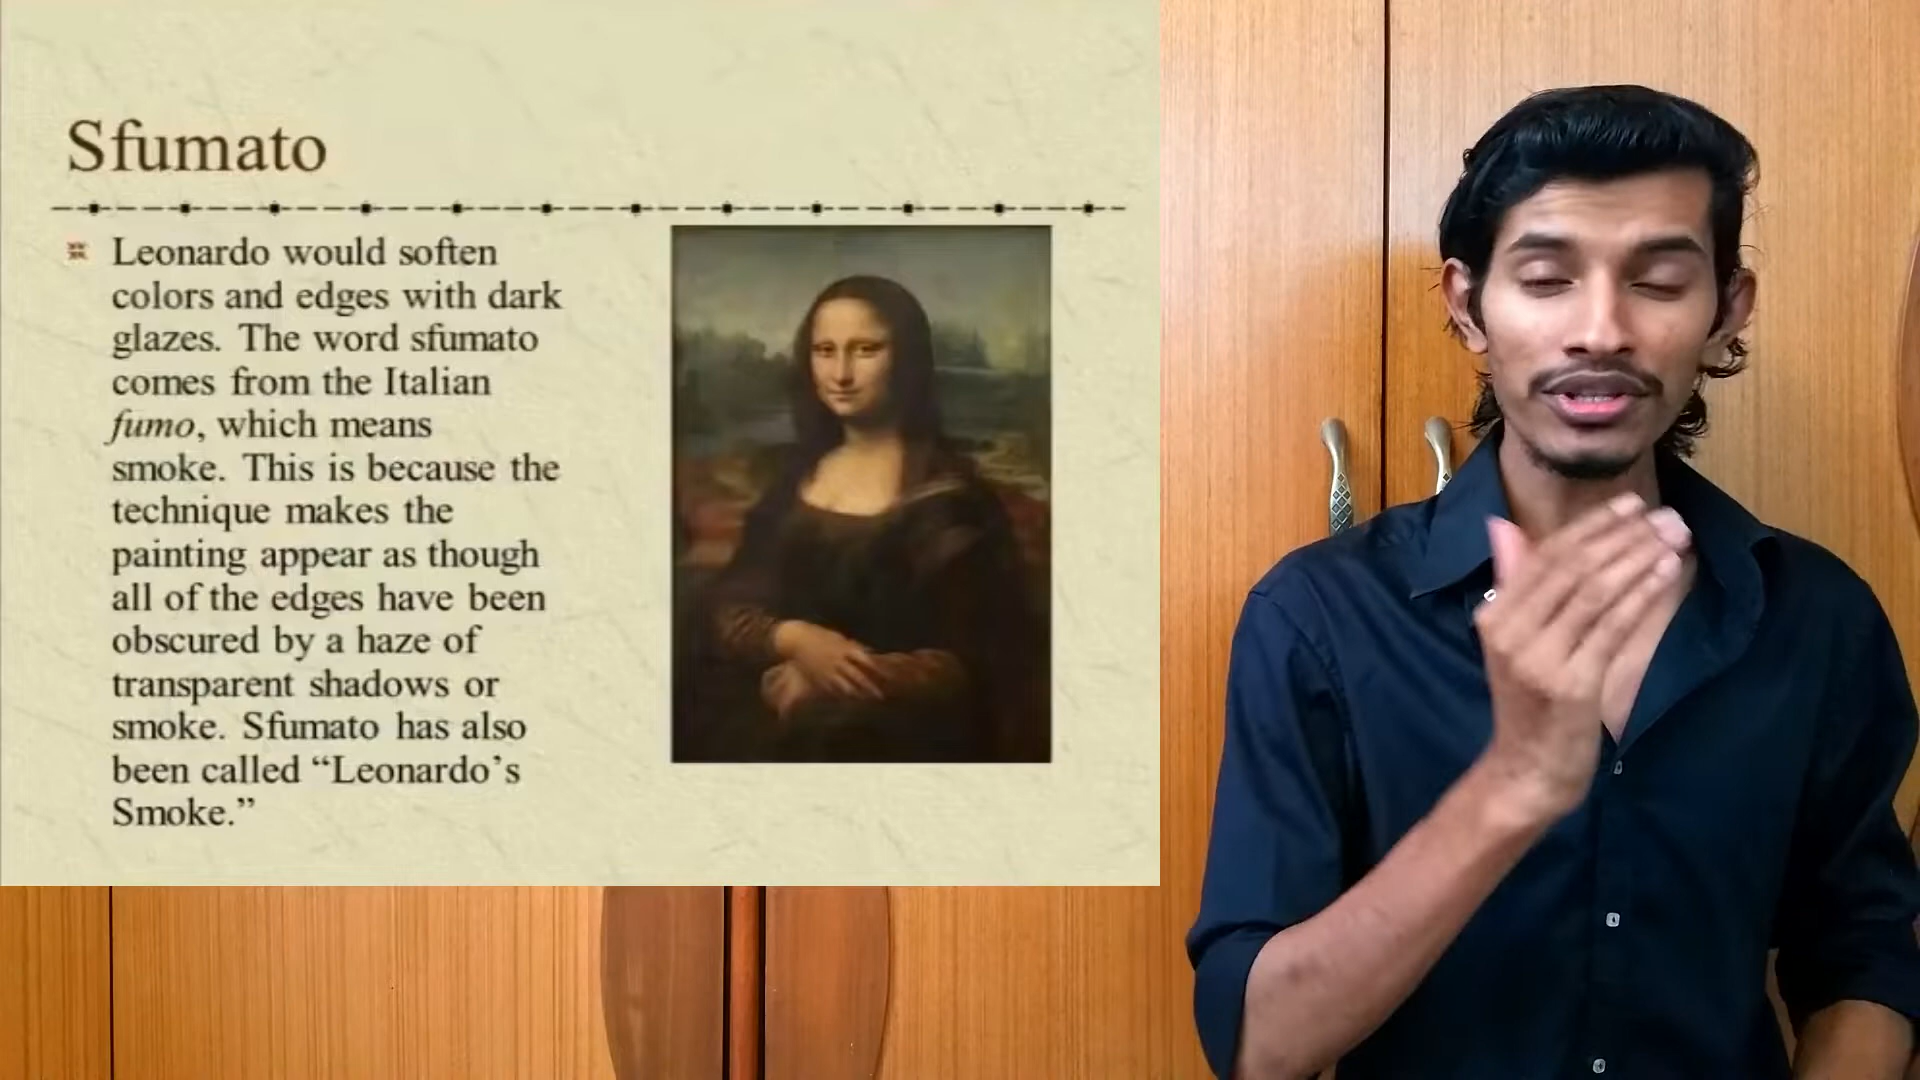 Sfumato
Leonardo would soften
colors and edges with dark
glazes. The word sfumato
comes from the Italian
fumo, which means
smoke. This is because the
technique makes the
painting appear as though
all of the edges have been
obscured by a haze of
transparent shadows or
smoke. Sfumato has also
been called “Leonardo’s
Smoke.”